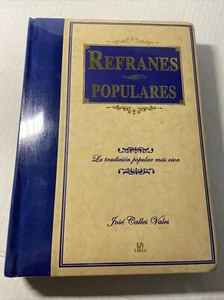 REFRANES
POPULARES
La tradición popular más viva
José Calles Vales
LIBSA